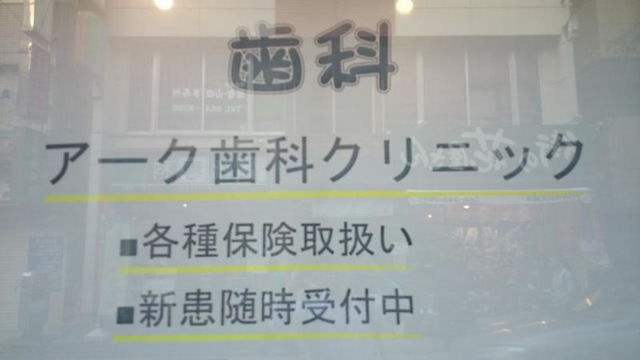 歯科
アーク歯科クリニック
■各種保険取扱い
■新患随時受付中